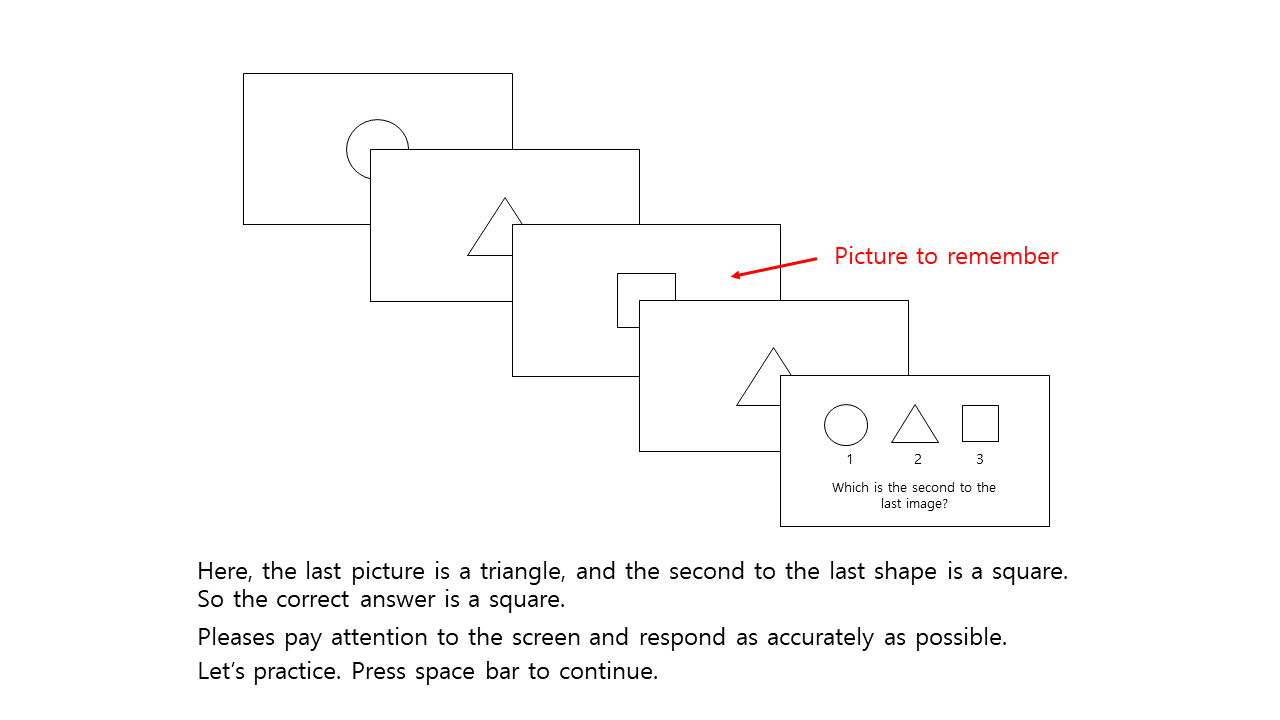 Picture to remember
1 2 3
Which is the second to the
last image?
Here, the last picture is a triangle, and the second to the last shape is a square.
So the correct answer is a square.
Pleases pay attention to the screen and respond as accurately as possible.
Let’s practice. Press space bar to continue.